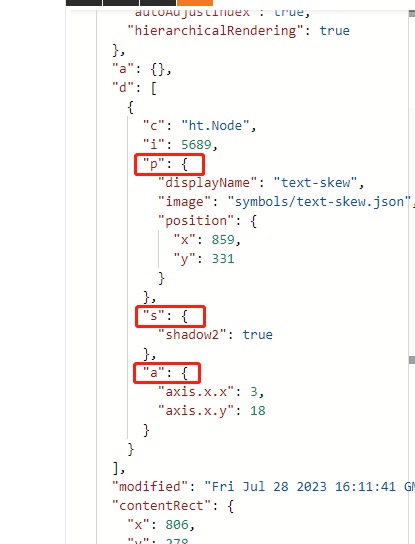 "autoAdjustIndex": true,
"hierarchicalRendering": true
},
"a": {},
"d": [
{
"c": "ht.Node",
"i": 5689,
"p": {
"displayName": "text-skew",
"image": "symbols/text-skew.json",
"position": {
"x": 859,
"y": 331
}
},
"s": {
"shadow2": true
},
"a": {
"axis.x.x": 3,
"axis.x.y": 18
}
}
],
"modified": "Fri Jul 28 2023 16:11:41 GM
"contentRect": {
"x": 806,
"y": 278